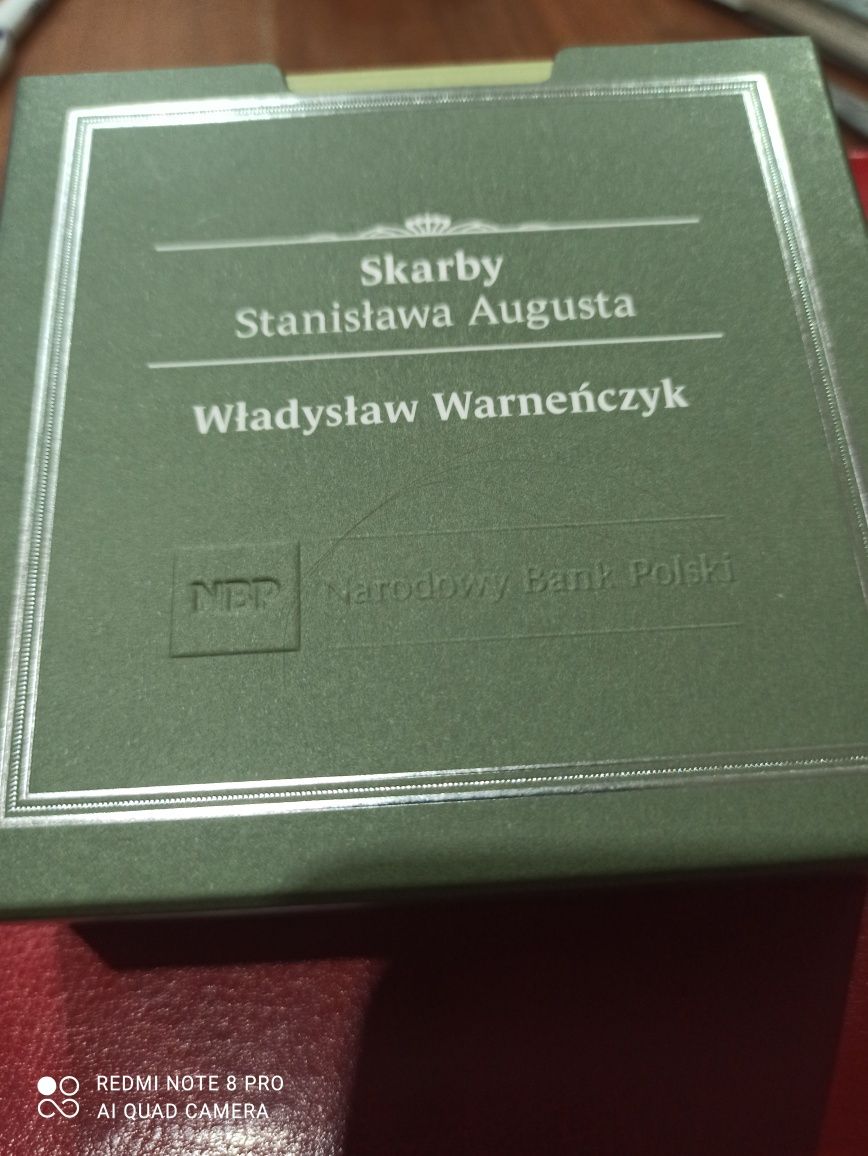 Skarby
Stanisława Augusta
Władysław Warneńczyk
NBP Narodowy Bank Polski
REDMI NOTE 8 PRO
AI QUAD CAMERA